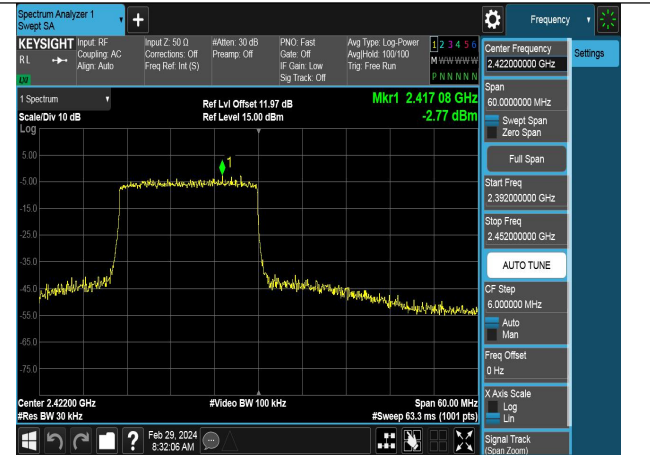 Spectrum Analyzer 1
Swept SA
Frequency
KEYSIGHT
Input: RF
Input Z: 50 Ω
#Atten: 30 dB
PNO: Fast
Avg Type: Log-Power
1 2 3 4 5 6
RL
Coupling: AC
Corrections: Off
Preamp: Off
Gate: Off
Avg|Hold: 100/100
M W W W W W
Align: Auto
Freq Ref: Int (S)
IF Gain: Low
Trig: Free Run
Sig Track: Off
P N N N N N
LXI
1 Spectrum
Ref Lvl Offset 11.97 dB
Mkr1 2.417 08 GHz
Scale/Div 10 dB
Ref Level 15.00 dBm
-2.77 dBm
Log
1
5.00
-5.00
-15.0
-25.0
-35.0
-45.0
-55.0
-65.0
-75.0
Center 2.42200 GHz
#Video BW 100 kHz
Span 60.00 MHz
#Res BW 30 kHz
#Sweep 63.3 ms (1001 pts)
Center Frequency
2.422000000 GHz
Settings
Span
60.0000000 MHz
Swept Span
Zero Span
Full Span
Start Freq
2.392000000 GHz
Stop Freq
2.452000000 GHz
AUTO TUNE
CF Step
6.000000 MHz
Auto
Man
Freq Offset
0 Hz
X Axis Scale
Log
Lin
Signal Track
(Span Zoom)
?
Feb 29, 2024
8:32:06 AM